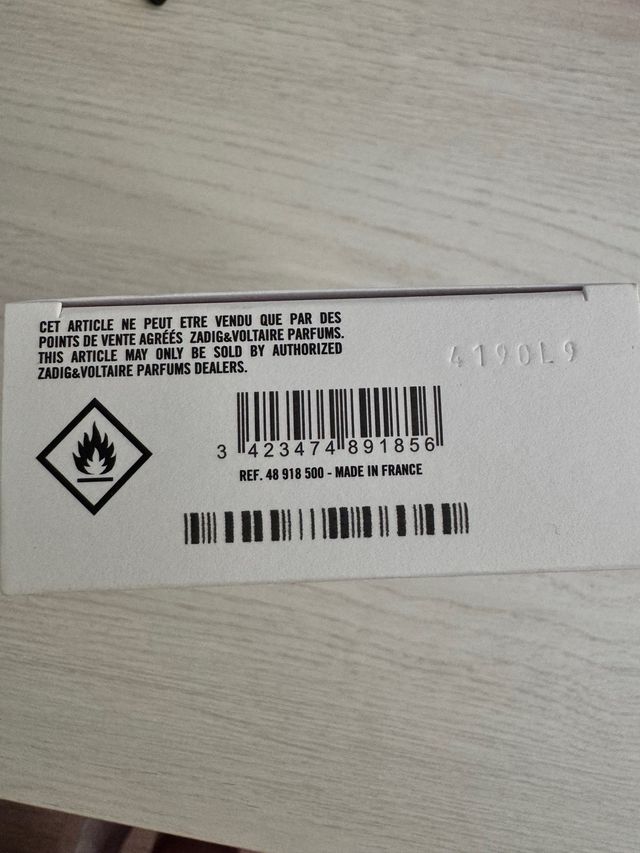 CET ARTICLE NE PEUT ETRE VENDU QUE PAR DES
POINTS DE VENTE AGRÉÉS ZADIG&VOLTAIRE PARFUMS.
THIS ARTICLE MAY ONLY BE SOLD BY AUTHORIZED
ZADIG&VOLTAIRE PARFUMS DEALERS.
4190L9
3 423474 891856
REF. 48 918 500 - MADE IN FRANCE